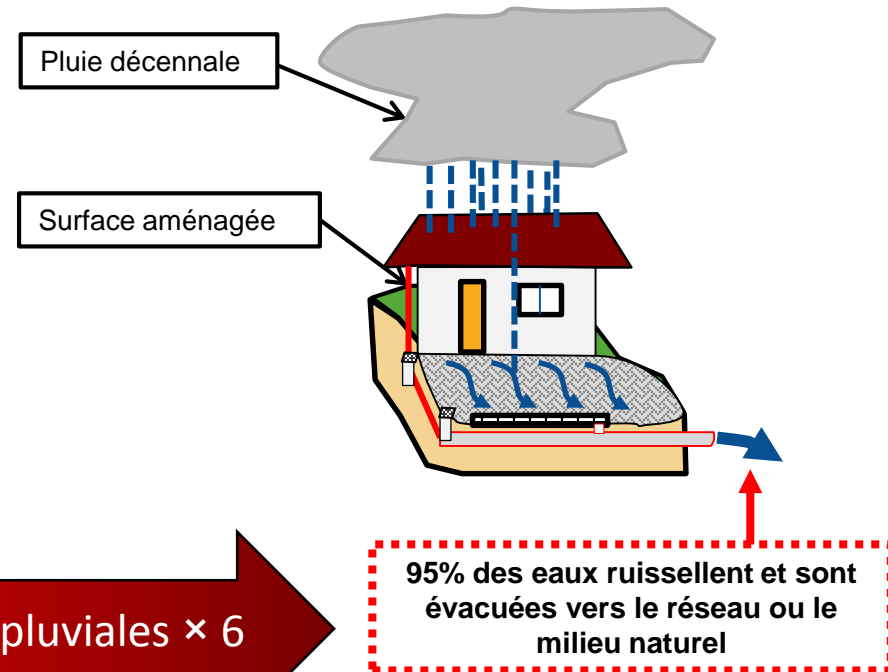 Pluie décennale
Surface aménagée
pluviales × 6
95% des eaux ruissellent et sont
évacuées vers le réseau ou le
milieu naturel